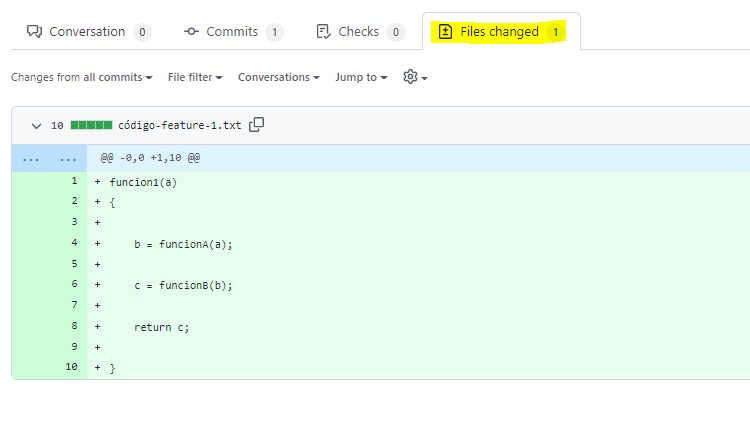 Conversation 0 Commits 1 Checks 0 Files changed 1
Changes from all commits File filter Conversations Jump to
10 código-feature-1.txt
... ... @@ -0,0 +1,10 @@
1 + funcion1(a)
2 + {
3 +
4 + b = funcionA(a);
5 +
6 + c = funcionB(b);
7 +
8 + return c;
9 +
10 + }